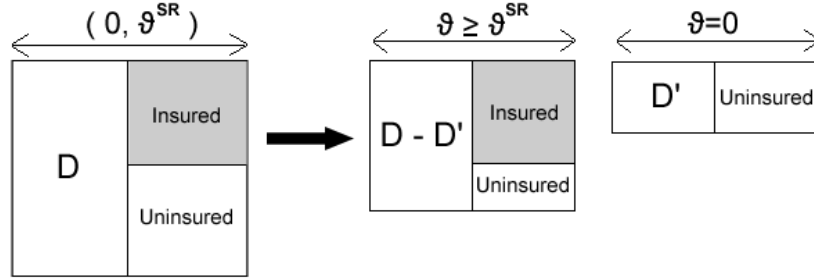 ( 0, ϑ^SR )
D
Insured
Uninsured
ϑ ≥ ϑ^SR
D - D'
Insured
Uninsured
ϑ=0
D'
Uninsured